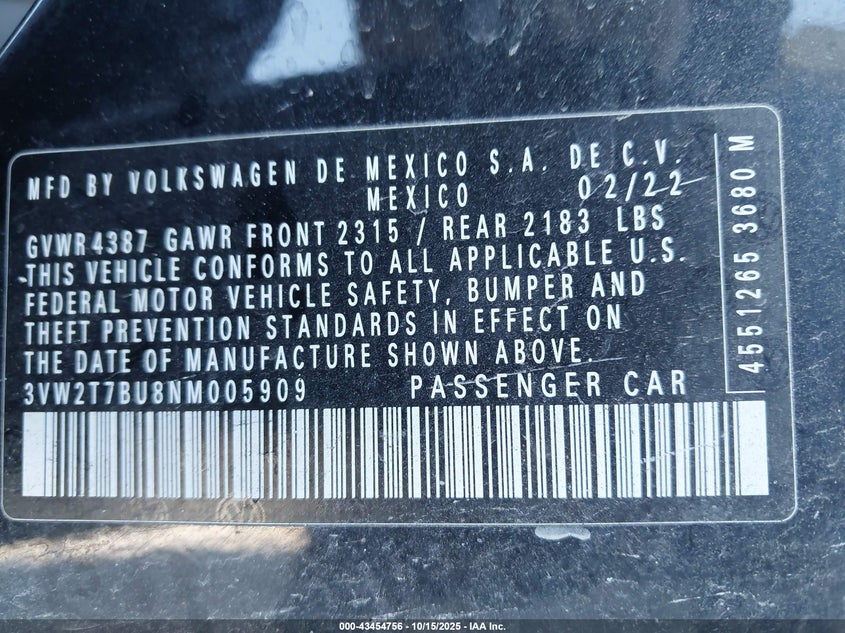 MFD BY VOLKSWAGEN DE MEXICO S.A. DE C.V.
MEXICO 02/22
GVWR 4387 GAWR FRONT 2315 / REAR 2183 LBS
THIS VEHICLE CONFORMS TO ALL APPLICABLE U.S.
FEDERAL MOTOR VEHICLE SAFETY, BUMPER AND
THEFT PREVENTION STANDARDS IN EFFECT ON
THE DATE OF MANUFACTURE SHOWN ABOVE.
3VW2T7BU8NM005909 PASSENGER CAR
4551265 3680 M
000-43454756 - 10/15/2025 - IAA Inc.